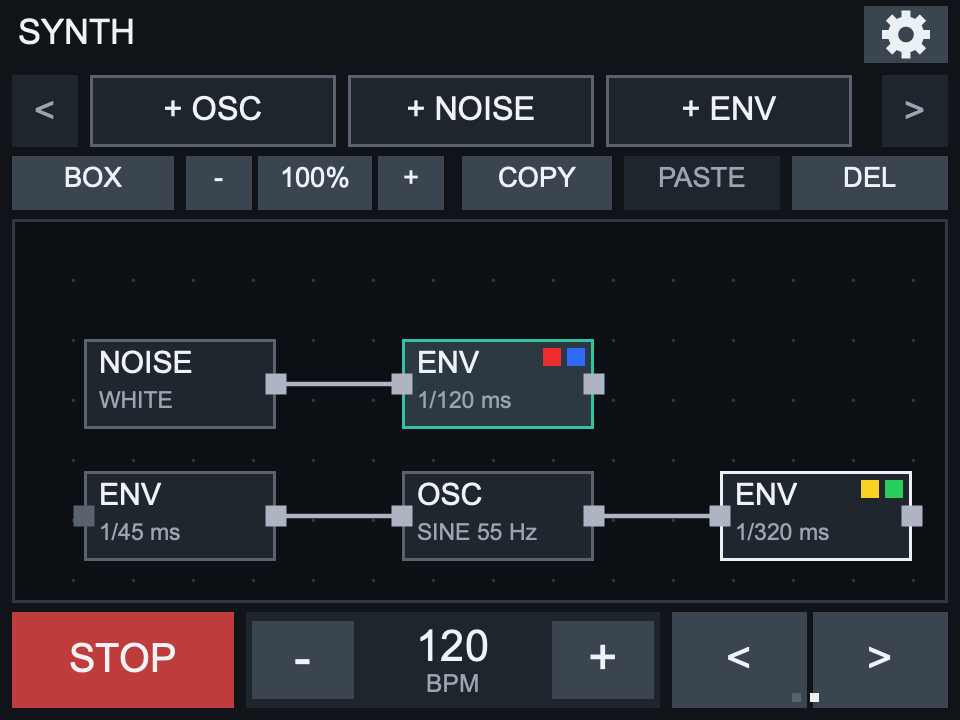 SYNTH
< + OSC + NOISE + ENV >
BOX - 100% + COPY PASTE DEL
NOISE
WHITE
ENV
1/120 ms
ENV
1/45 ms
OSC
SINE 55 Hz
ENV
1/320 ms
STOP - 120 + < >
BPM